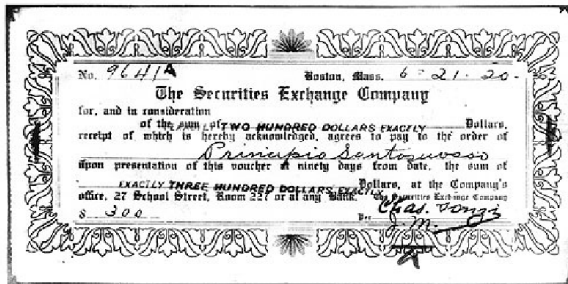 No. 9641A Boston, Mass. 6-21-20-
The Securities Exchange Company
for, and in consideration
of the sum of EXACTLY TWO HUNDRED DOLLARS EXACTLY Dollars,
receipt of which is hereby acknowledged, agrees to pay to the order of
Principio Santosuosso
upon presentation of this voucher at ninety days from date, the sum of
EXACTLY THREE HUNDRED DOLLARS EXACTLY Dollars, at the Company's
office, 27 School Street, Room 227 or at any Bank. The Securities Exchange Company
$ 300 Per Chas. Ponzi
J. M.